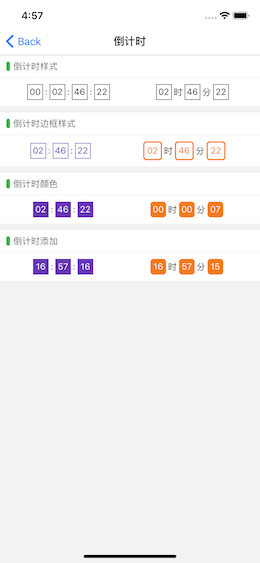 4:57
Back 倒计时
倒计时样式
00 : 02 : 46 : 22 02 时 46 分 22
倒计时边框样式
02 : 46 : 22 02 时 46 分 22
倒计时颜色
02 : 46 : 22 00 时 00 分 07
倒计时添加
16 : 57 : 16 16 时 57 分 15